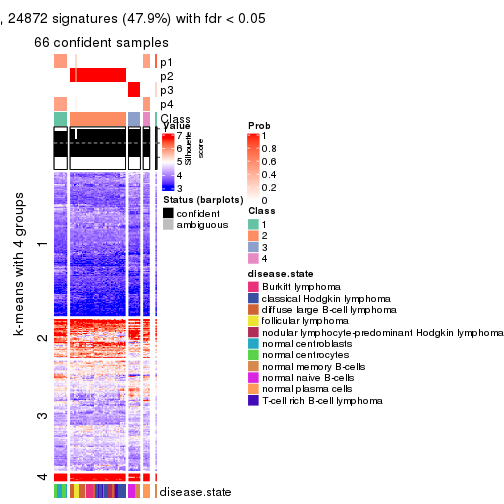 , 24872 signatures (47.9%) with fdr < 0.05
66 confident samples
p1
p2
p3
p4
Class
Silhouette
score
k-means with 4 groups
1
2
3
4
disease.state
Value
7
6
5
4
3
Status (barplots)
confident
ambiguous
Prob
1
0.8
0.6
0.4
0.2
0
Class
1
2
3
4
disease.state
Burkitt lymphoma
classical Hodgkin lymphoma
diffuse large B-cell lymphoma
follicular lymphoma
nodular lymphocyte-predominant Hodgkin lymphoma
normal centroblasts
normal centrocytes
normal memory B-cells
normal naive B-cells
normal plasma cells
T-cell rich B-cell lymphoma